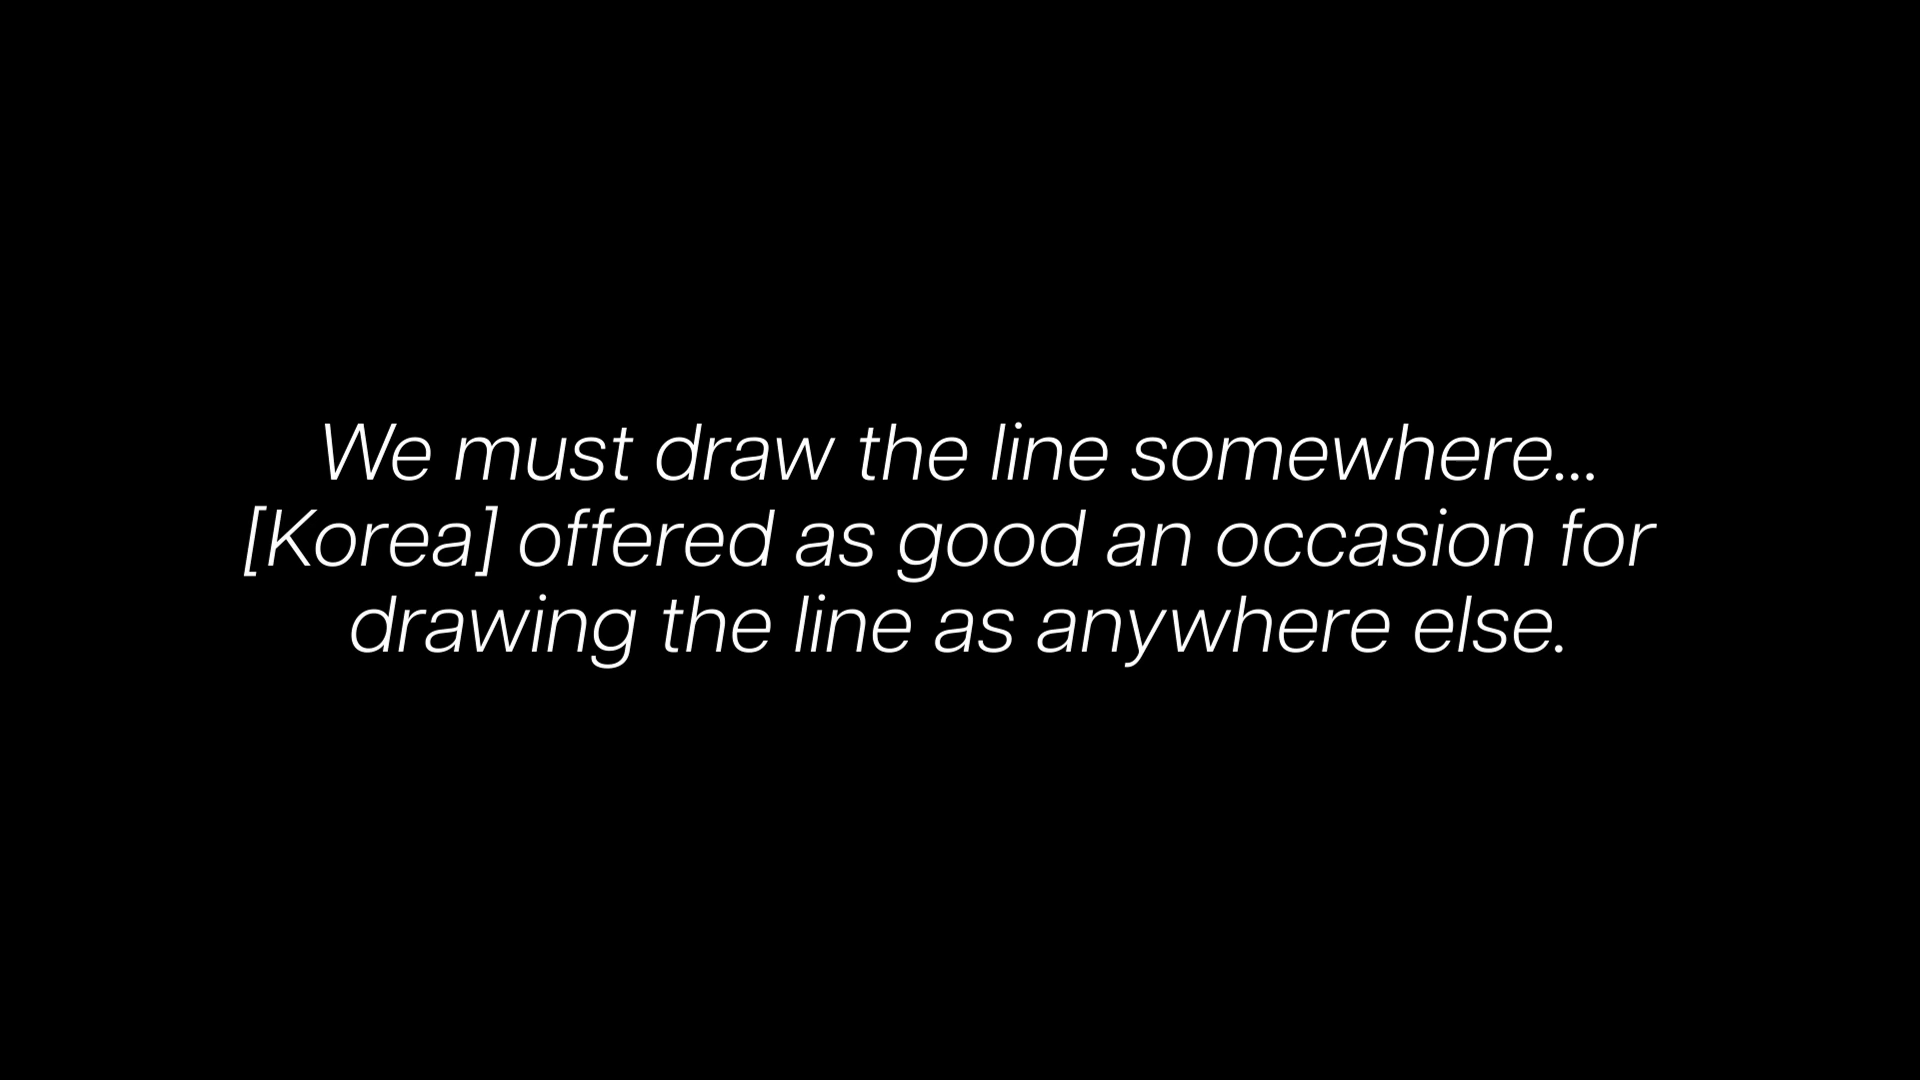 We must draw the line somewhere...
[Korea] offered as good an occasion for
drawing the line as anywhere else.